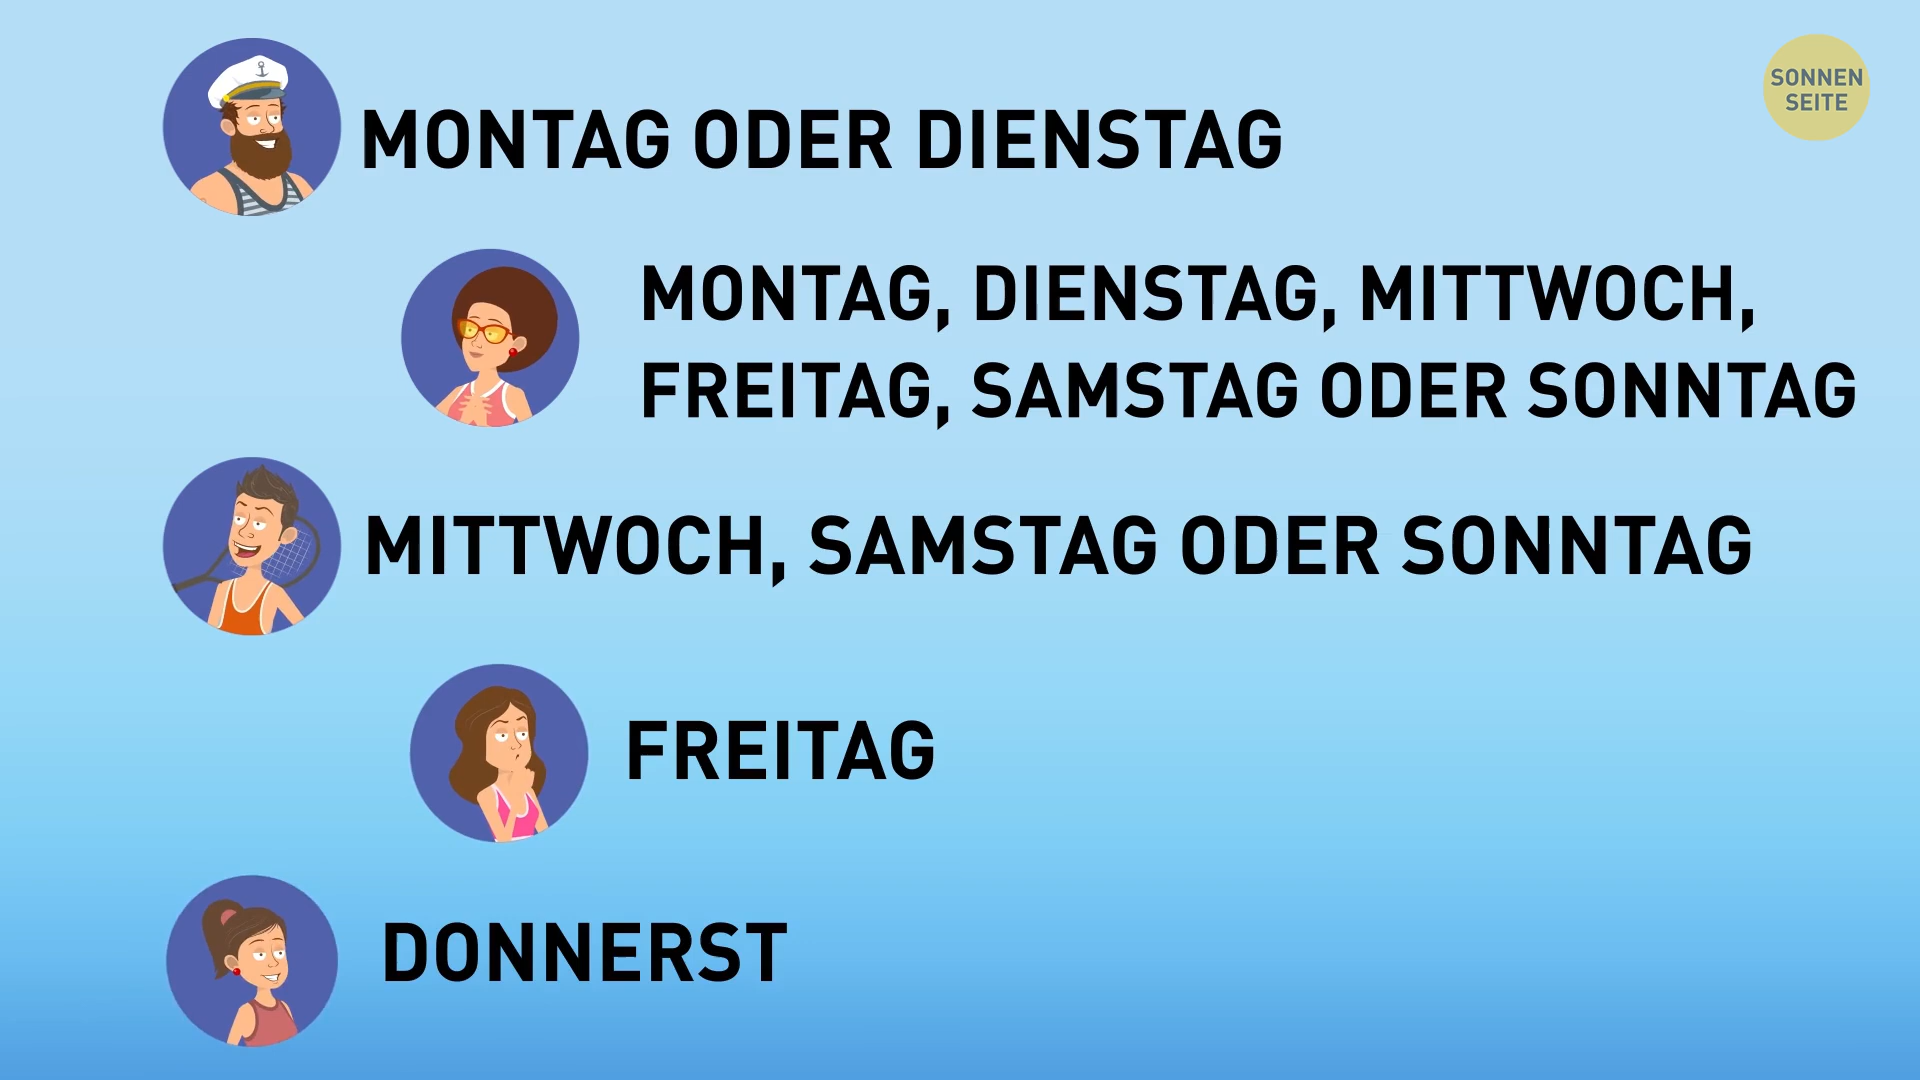 MONTAG ODER DIENSTAG
SONNEN
SEITE
MONTAG, DIENSTAG, MITTWOCH,
FREITAG, SAMSTAG ODER SONNTAG
MITTWOCH, SAMSTAG ODER SONNTAG
FREITAG
DONNERST